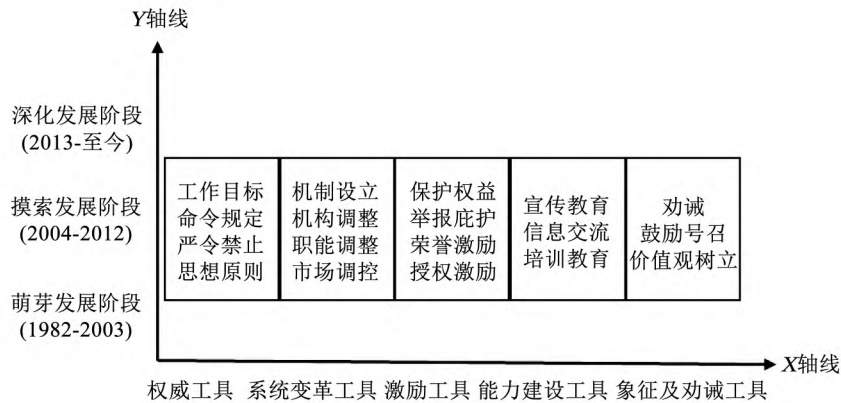 Y轴线
深化发展阶段
(2013-至今)
摸索发展阶段
(2004-2012)
萌芽发展阶段
(1982-2003)
工作目标
命令规定
严令禁止
思想原则
机制设立
机构调整
职能调整
市场调控
保护权益
举报庇护
荣誉激励
授权激励
宣传教育
信息交流
培训教育
劝诫
鼓励号召
价值观树立
X轴线
权威工具 系统变革工具 激励工具 能力建设工具 象征及劝诫工具